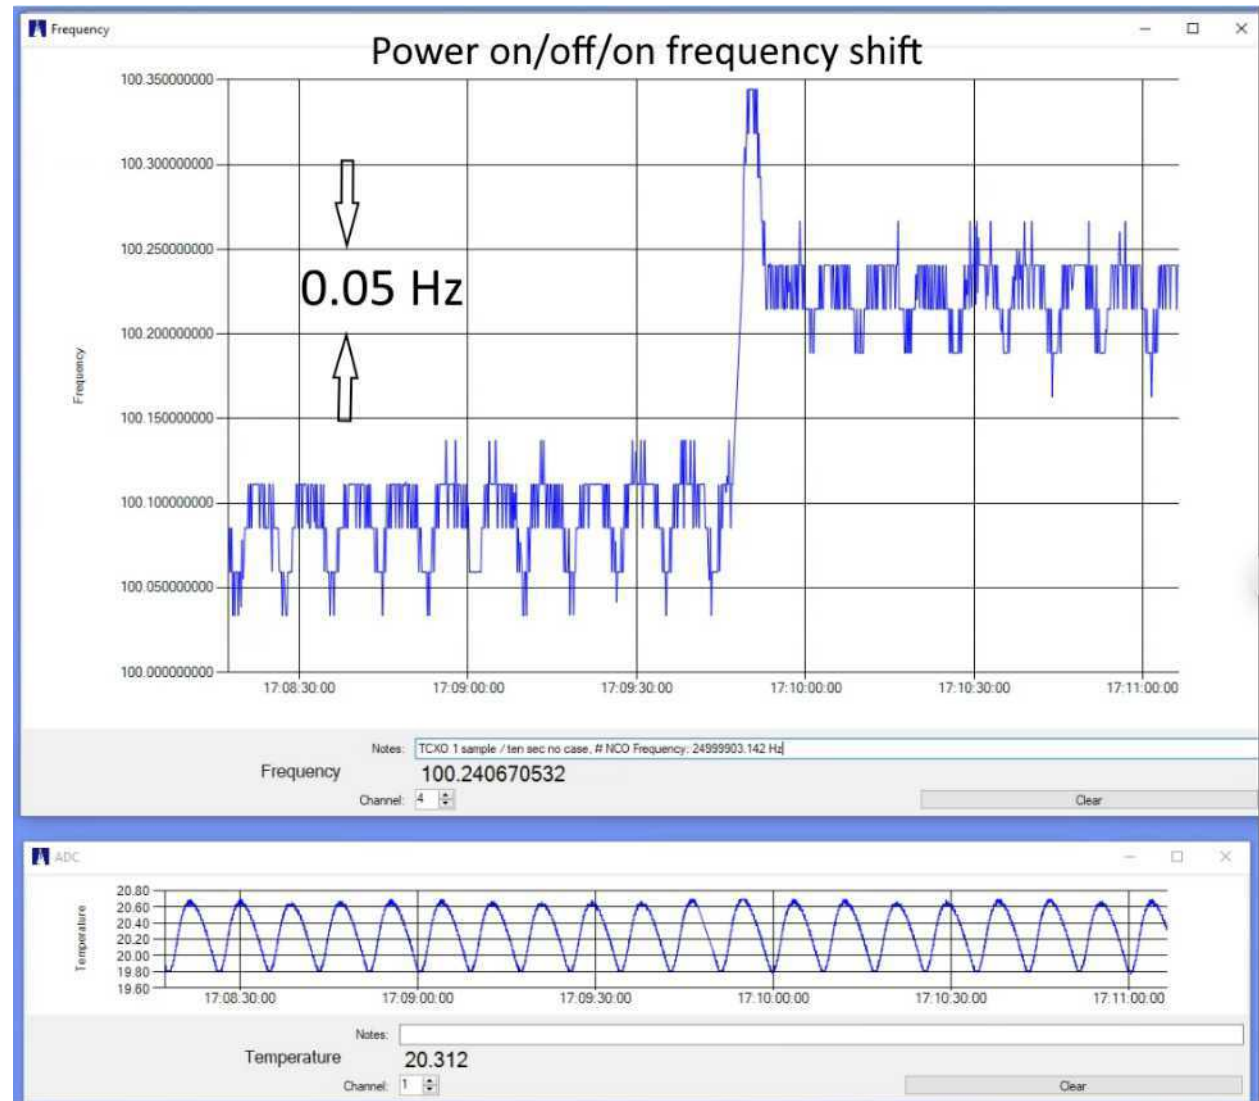 Frequency
Power on/off/on frequency shift
100.350000000
100.300000000
100.250000000
0.05 Hz
100.200000000
Frequency
100.150000000
100.100000000
100.050000000
100.000000000
17:08:30:00 17:09:00:00 17:09:30:00 17:10:00:00 17:10:30:00 17:11:00:00
Notes: TCXO 1 sample / ten sec no case, # NCO Frequency: 24999903.142 Hz
Frequency 100.240670532
Channel: 4 Clear
ADC
Temperature
20.80
20.60
20.40
20.20
20.00
19.80
19.60
17:08:30:00 17:09:00:00 17:09:30:00 17:10:00:00 17:10:30:00 17:11:00:00
Notes:
Temperature 20.312
Channel: 1 Clear